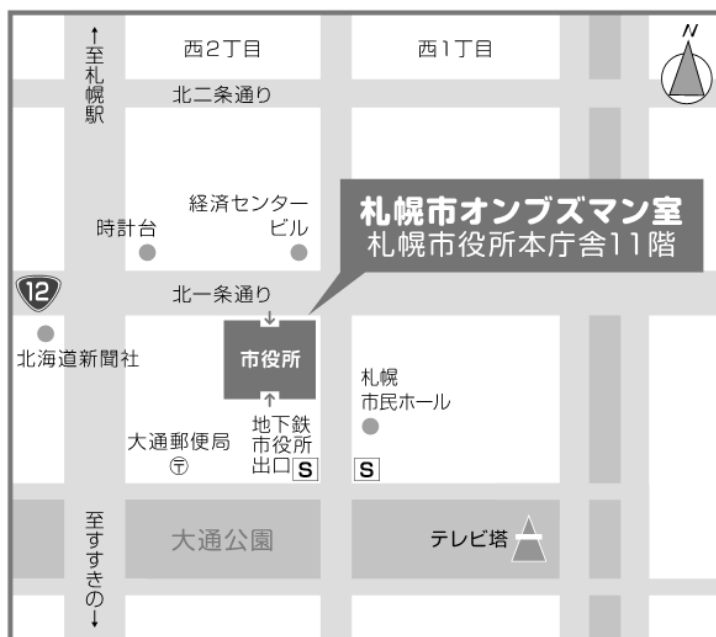 N
西2丁目
西1丁目
↑至札幌駅
北二条通り
札幌市オンブズマン室
札幌市役所本庁舎11階
経済センター
ビル
時計台
12
北一条通り
北海道新聞社
市役所
札幌
市民ホール
地下鉄
市役所
出口 S
S
大通郵便局
〒
至すすきの↓
大通公園
テレビ塔